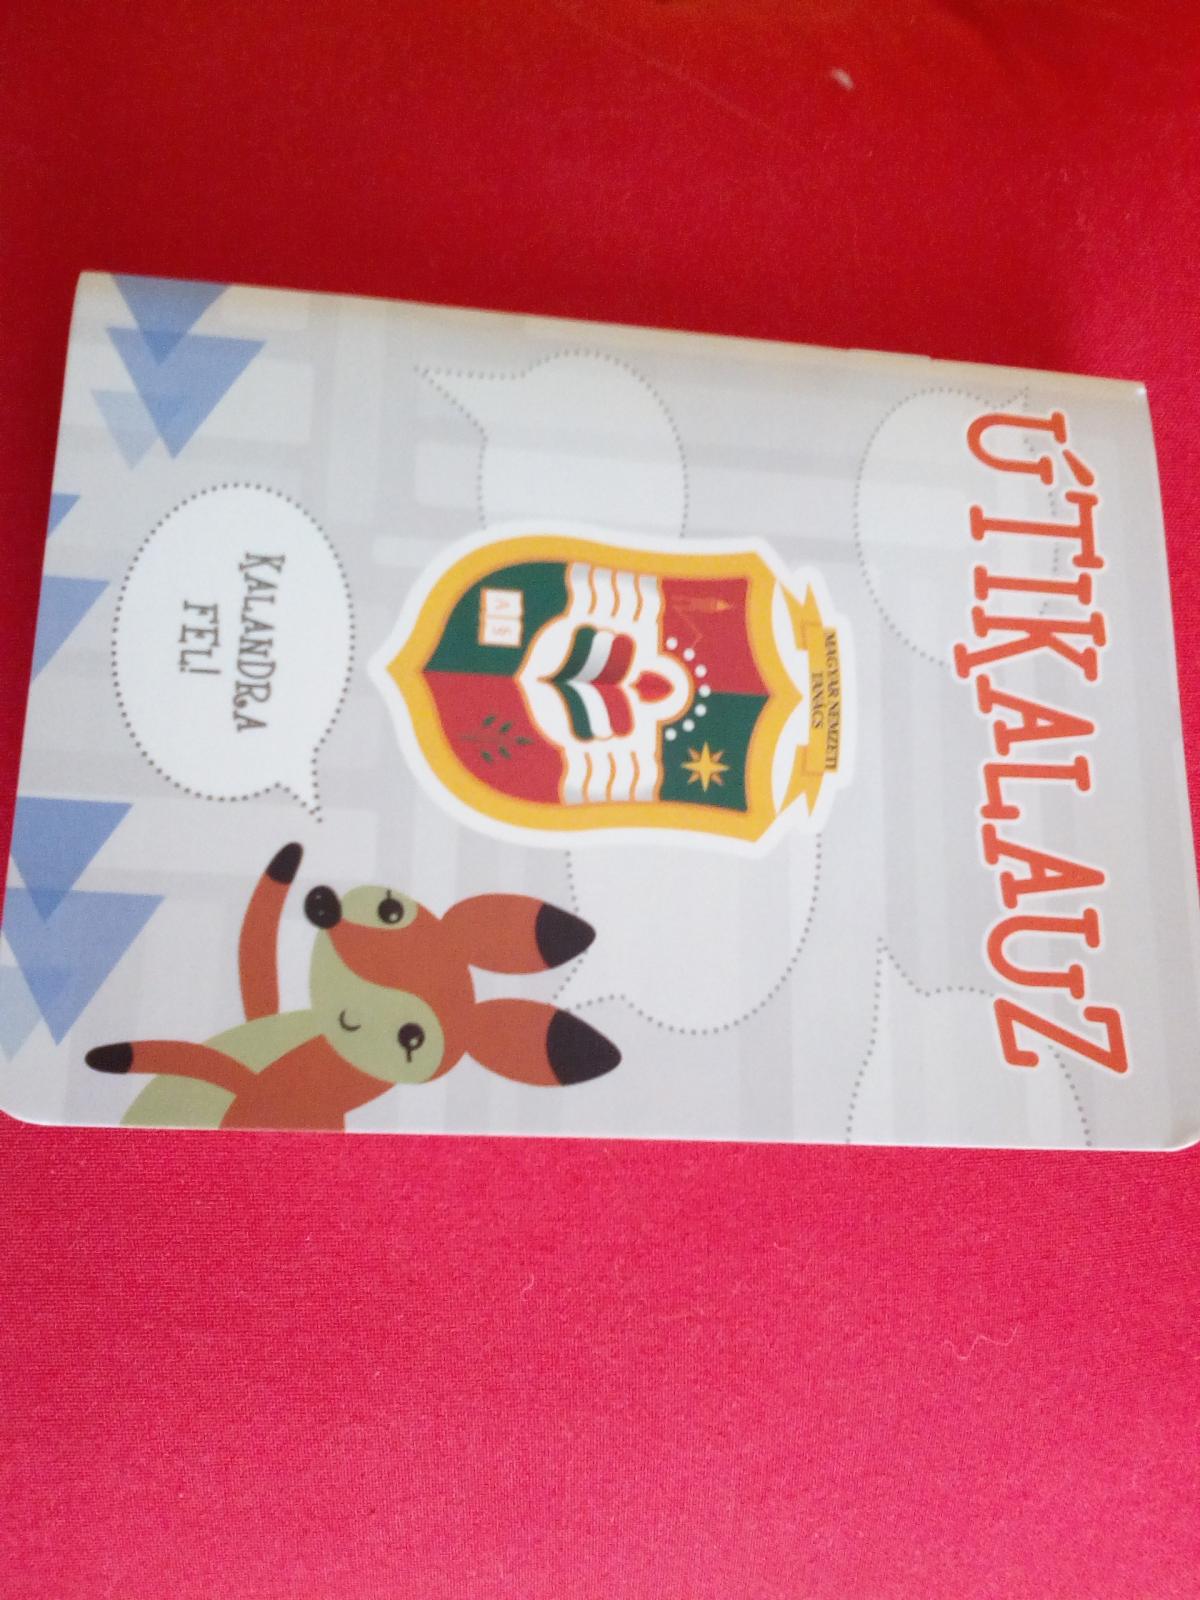 ÚTIKALAUZ
MAGYAR NEMZETI
TANÁCS
KALANDRA
FEL!